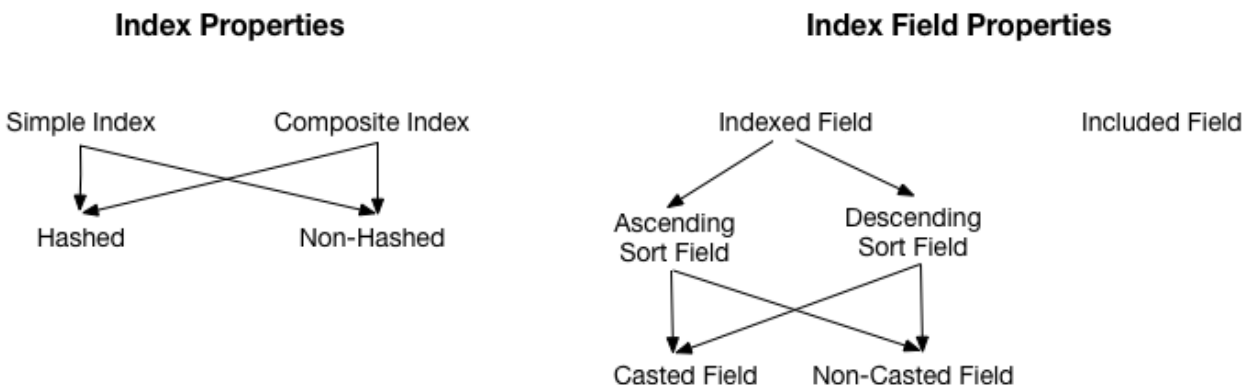 Index Properties
Index Field Properties
Simple Index
Composite Index
Indexed Field
Included Field
Hashed
Non-Hashed
Ascending
Sort Field
Descending
Sort Field
Casted Field
Non-Casted Field